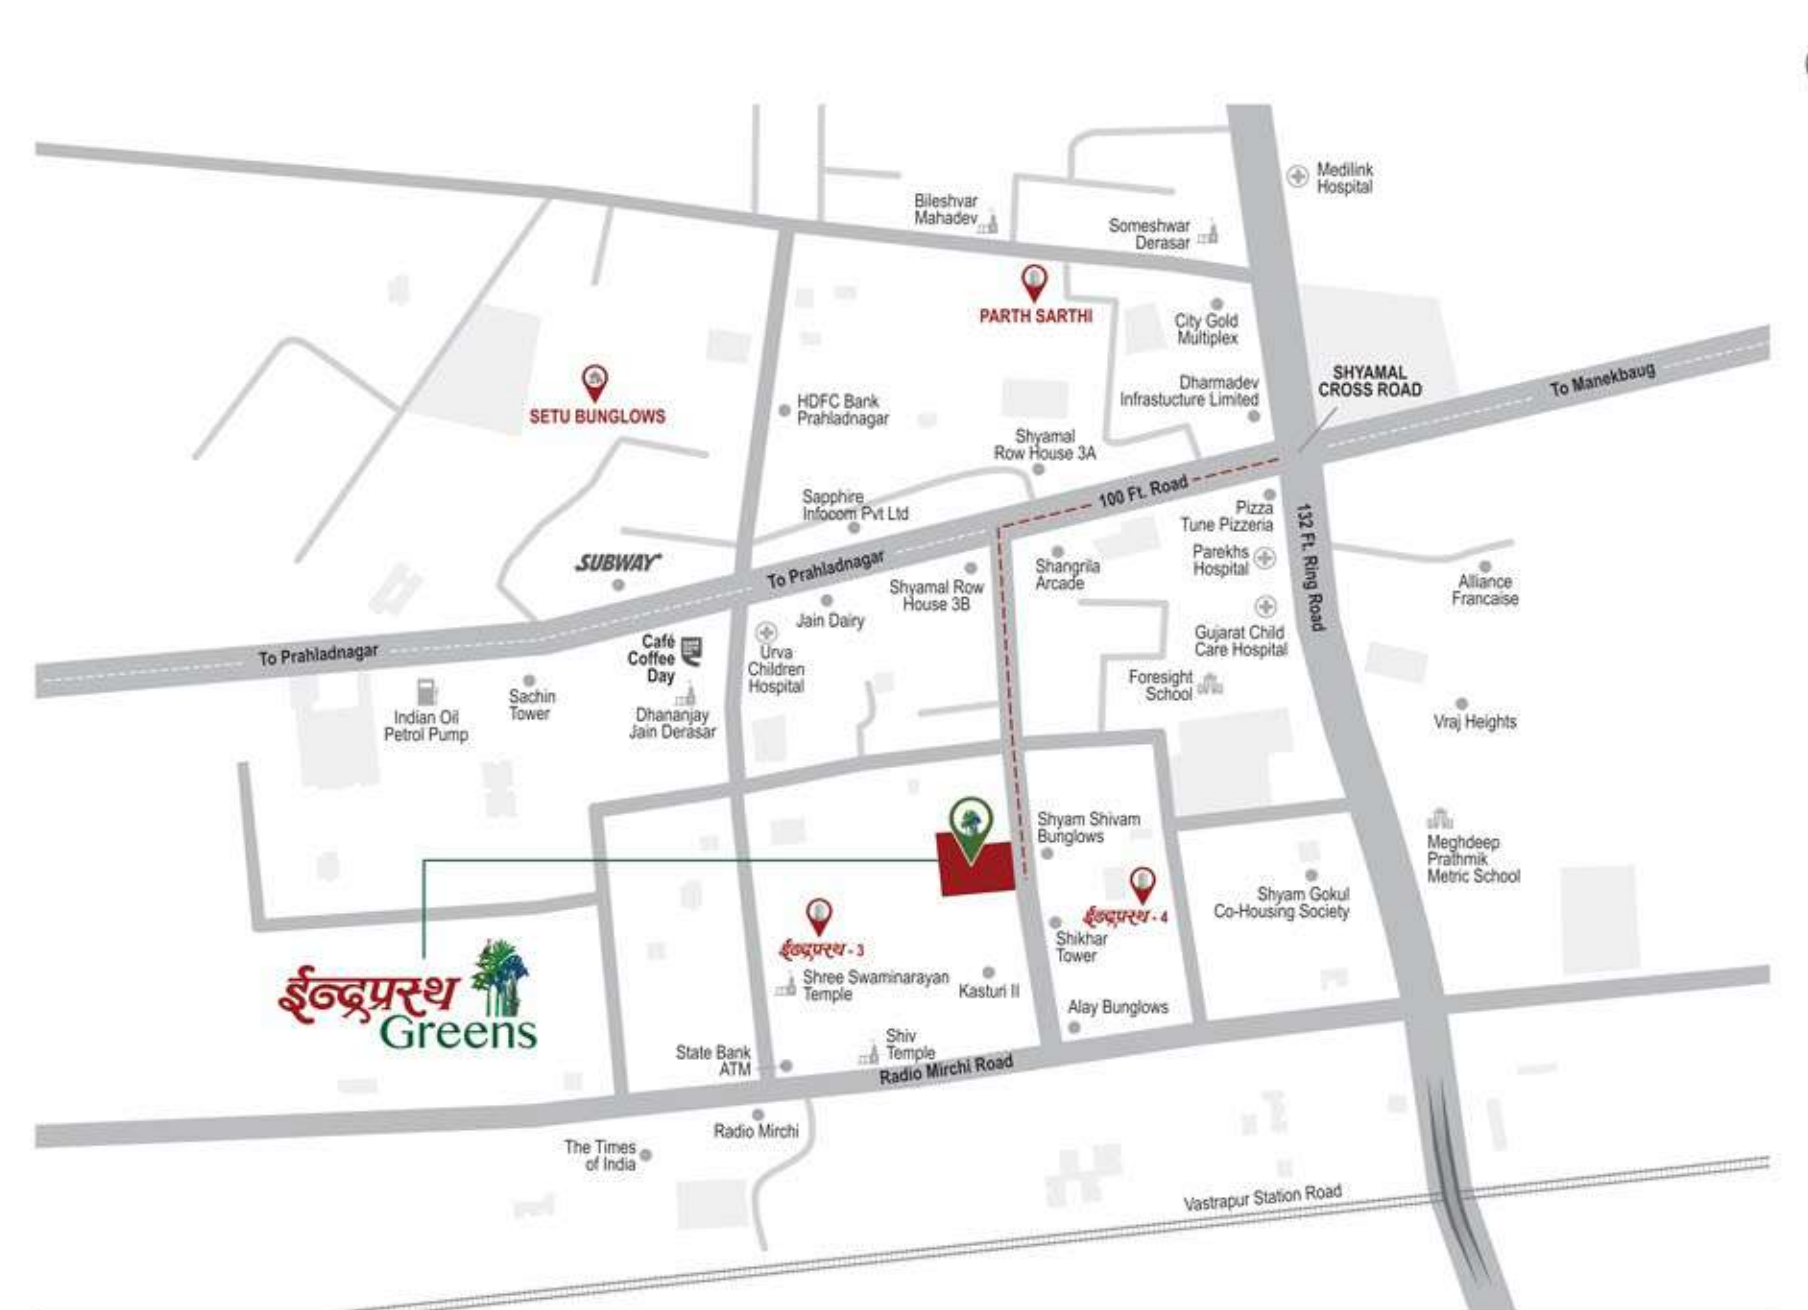 Medilink
Hospital
Bileshvar
Mahadev
Someshwar
Derasar
PARTH SARTHI
City Gold
Multiplex
SHYAMAL
CROSS ROAD
To Manekbaug
Dharmadev
Infrastucture Limited
SETU BUNGLOWS
HDFC Bank
Prahladnagar
Shyamal
Row House 3A
100 Ft. Road
Sapphire
Infocom Pvt Ltd
Pizza
Tune Pizzeria
132 Ft. Ring Road
SUBWAY
To Prahladnagar
Shyamal Row
House 3B
Shangrila
Arcade
Parekhs
Hospital
Alliance
Francaise
Jain Dairy
To Prahladnagar
Café
Coffee
Day
Urva
Children
Hospital
Gujarat Child
Care Hospital
Foresight
School
Indian Oil
Petrol Pump
Sachin
Tower
Dhananjay
Jain Derasar
Vraj Heights
Shyam Shivam
Bunglows
Meghdeep
Prathmik
Metric School
Shyam Gokul
Co-Housing Society
ईन्द्रप्रस्थ - 4
ईन्द्रप्रस्थ - 3
Shikhar
Tower
Shree Swaminarayan
Temple
Kasturi II
ईन्द्रप्रस्थ
Greens
Alay Bunglows
Shiv
Temple
State Bank
ATM
Radio Mirchi Road
Radio Mirchi
The Times
of India
Vastrapur Station Road